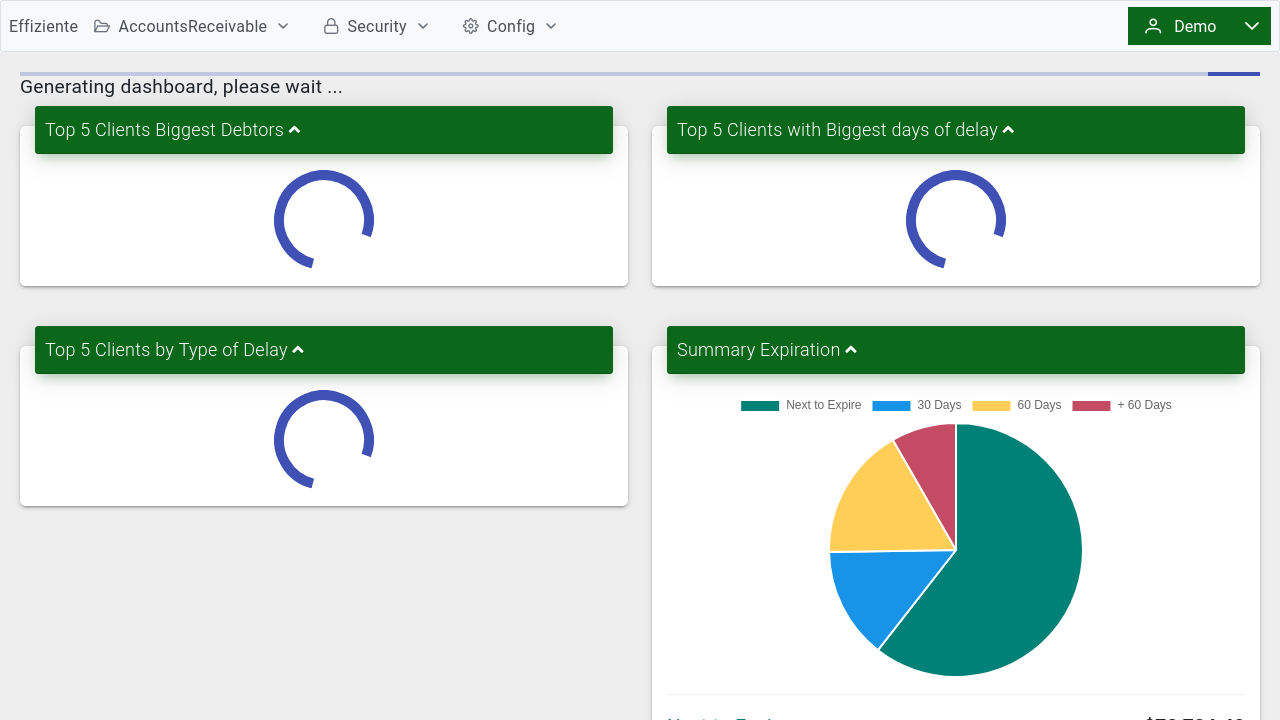 Effiziente AccountsReceivable Security Config Demo
Generating dashboard, please wait ...
Top 5 Clients Biggest Debtors
Top 5 Clients with Biggest days of delay
Top 5 Clients by Type of Delay
Summary Expiration
Next to Expire 30 Days 60 Days + 60 Days